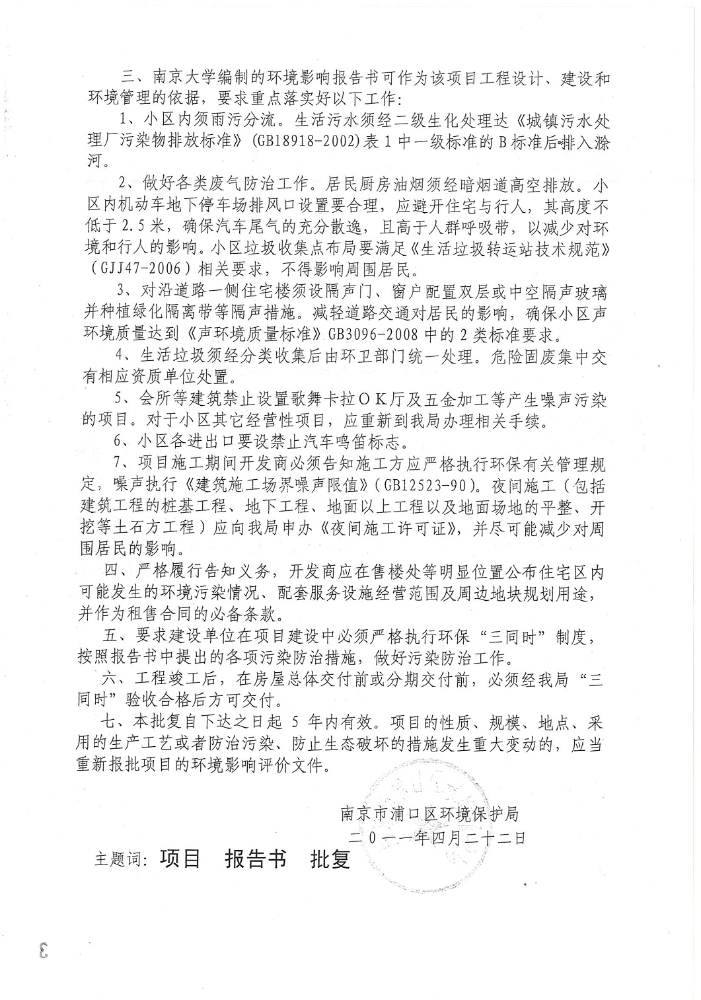 三、南京大学编制的环境影响报告书可作为该项目工程设计、建设和
环境管理的依据，要求重点落实好以下工作：
1、小区内须雨污分流。生活污水须经二级生化处理达《城镇污水处
理厂污染物排放标准》(GB18918-2002)表1中一级标准的B标准后排入滁
河。
2、做好各类废气防治工作。居民厨房油烟须经暗烟道高空排放。小
区内机动车地下停车场排风口设置要合理，应避开住宅与行人，其高度不
低于2.5米，确保汽车尾气的充分散逸，且高于人群呼吸带，以减少对环
境和行人的影响。小区垃圾收集点布局要满足《生活垃圾转运站技术规范》
（GJJ47-2006）相关要求，不得影响周围居民。
3、对沿道路一侧住宅楼须设隔声门、窗户配置双层或中空隔声玻璃
并种植绿化隔离带等隔声措施。减轻道路交通对居民的影响，确保小区声
环境质量达到《声环境质量标准》GB3096-2008中的2类标准要求。
4、生活垃圾须经分类收集后由环卫部门统一处理。危险固废集中交
有相应资质单位处置。
5、会所等建筑禁止设置歌舞卡拉OK厅及五金加工等产生噪声污染
的项目。对于小区其它经营性项目，应重新到我局办理相关手续。
6、小区各进出口要设禁止汽车鸣笛标志。
7、项目施工期间开发商必须告知施工方应严格执行环保有关管理规
定，噪声执行《建筑施工场界噪声限值》（GB12523-90）。夜间施工（包括
建筑工程的桩基工程、地下工程、地面以上工程以及地面场地的平整、开
挖等土石方工程）应向我局申办《夜间施工许可证》，并尽可能减少对周
围居民的影响。
四、严格履行告知义务，开发商应在售楼处等明显位置公布住宅区内
可能发生的环境污染情况、配套服务设施经营范围及周边地块规划用途，
并作为租售合同的必备条款。
五、要求建设单位在项目建设中必须严格执行环保“三同时”制度，
按照报告书中提出的各项污染防治措施，做好污染防治工作。
六、工程竣工后，在房屋总体交付前或分期交付前，必须经我局“三
同时”验收合格后方可交付。
七、本批复自下达之日起 5 年内有效。项目的性质、规模、地点、采
用的生产工艺或者防治污染、防止生态破坏的措施发生重大变动的，应当
重新报批项目的环境影响评价文件。
南京市浦口区环境保护局
二0一一年四月二十二日
主题词：项目 报告书 批复
3